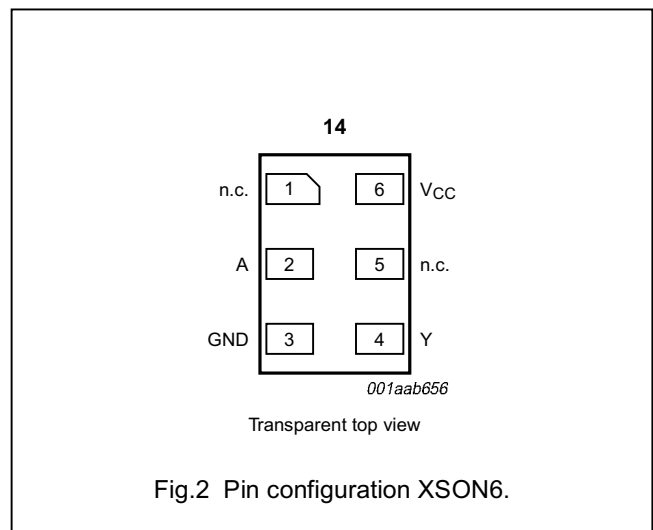 14
n.c. 1 6 VCC
A 2 5 n.c.
GND 3 4 Y
001aab656
Transparent top view
Fig.2 Pin configuration XSON6.